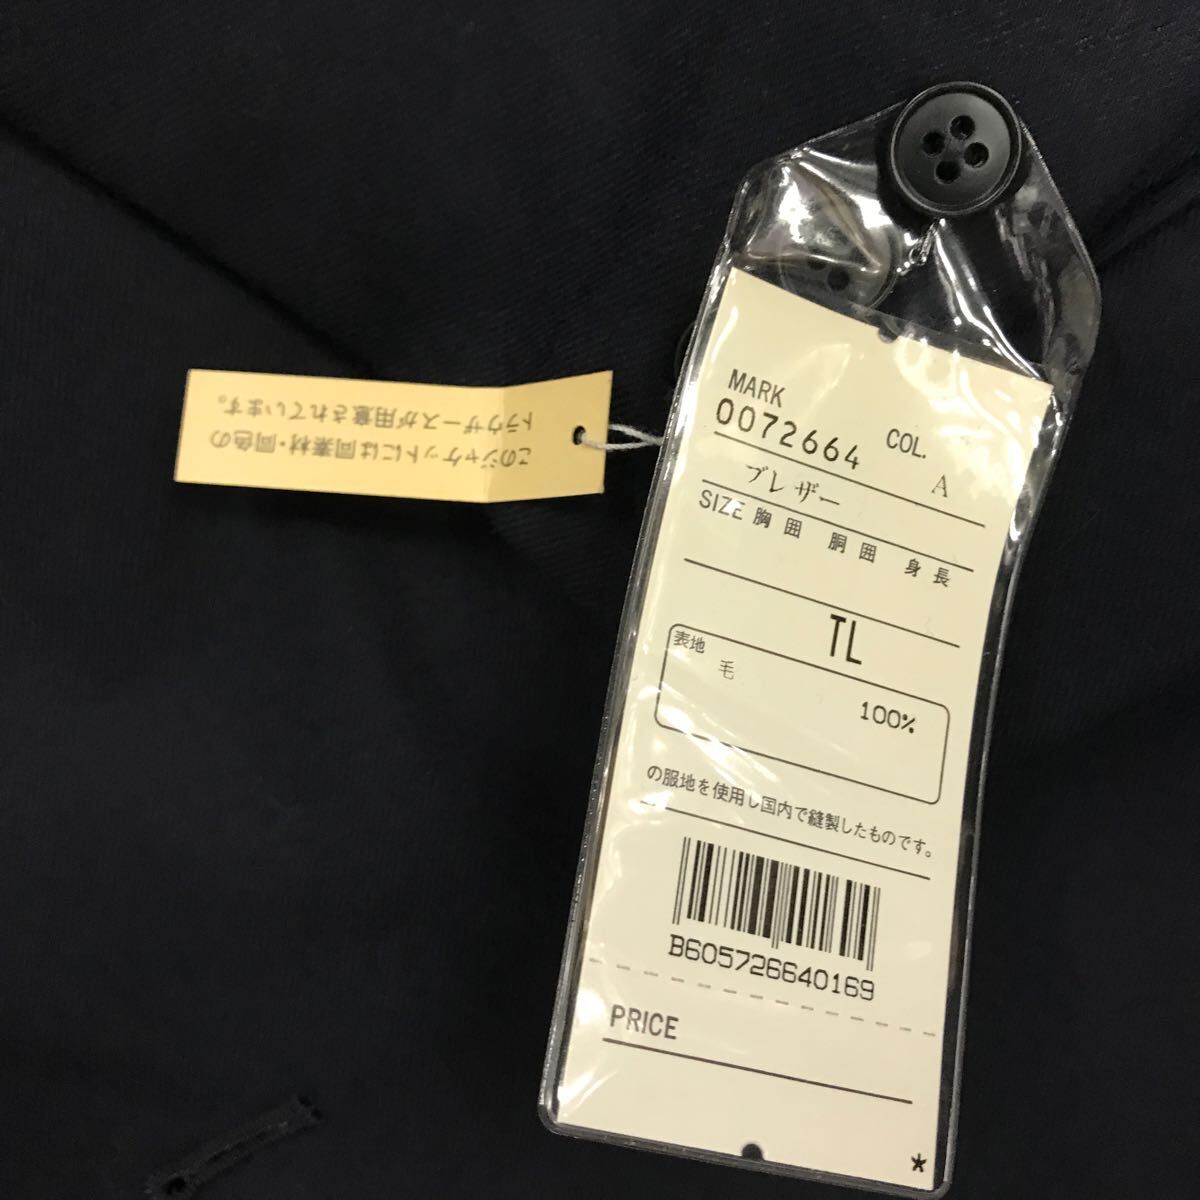 このジャケットには同素材・同色の
トラウザースが用意されています。
MARK
0072664
COL.
A
ブレザー
SIZE 胸囲 胴囲 身長
TL
表地
毛
100%
の服地を使用し国内で縫製したものです。
B605726640169
PRICE
*